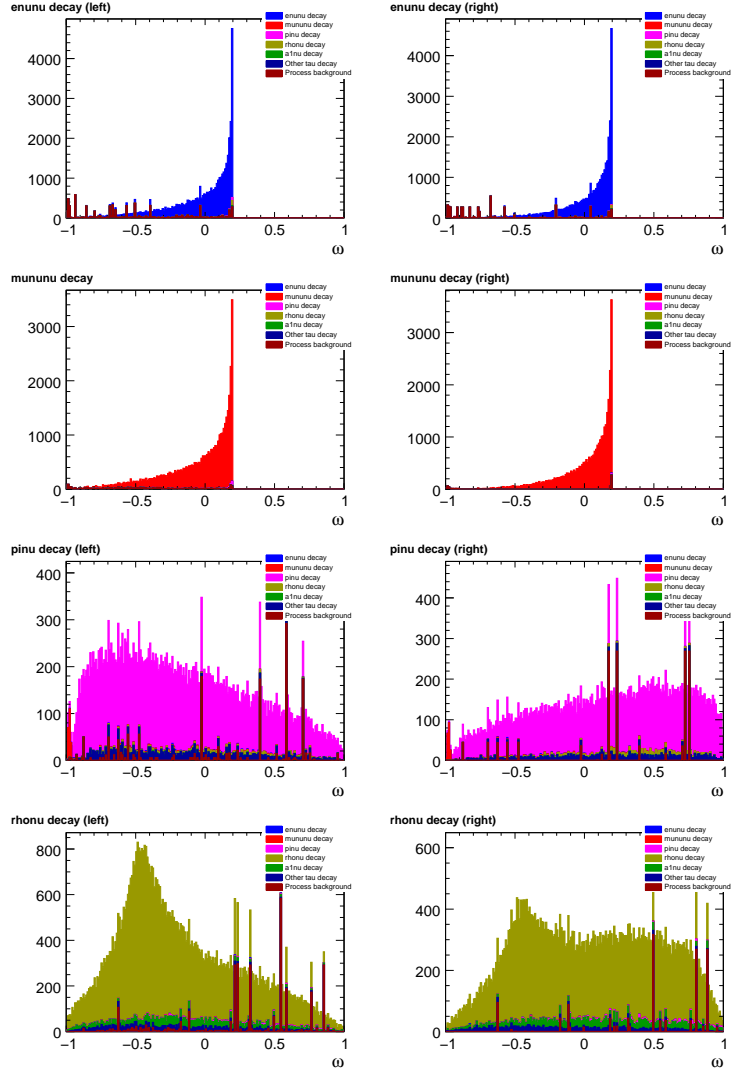 enunu decay (left)
enunu decay
mununu decay
pinu decay
rhonu decay
a1nu decay
Other tau decay
Process background
4000
3000
2000
1000
0
−1 −0.5 0 0.5 1
ω
enunu decay (right)
enunu decay
mununu decay
pinu decay
rhonu decay
a1nu decay
Other tau decay
Process background
4000
3000
2000
1000
0
−1 −0.5 0 0.5 1
ω
mununu decay
enunu decay
mununu decay
pinu decay
rhonu decay
a1nu decay
Other tau decay
Process background
3000
2000
1000
0
−1 −0.5 0 0.5 1
ω
mununu decay (right)
enunu decay
mununu decay
pinu decay
rhonu decay
a1nu decay
Other tau decay
Process background
3000
2000
1000
0
−1 −0.5 0 0.5 1
ω
pinu decay (left)
enunu decay
mununu decay
pinu decay
rhonu decay
a1nu decay
Other tau decay
Process background
400
300
200
100
0
−1 −0.5 0 0.5 1
ω
pinu decay (right)
enunu decay
mununu decay
pinu decay
rhonu decay
a1nu decay
Other tau decay
Process background
400
300
200
100
0
−1 −0.5 0 0.5 1
ω
rhonu decay (left)
enunu decay
mununu decay
pinu decay
rhonu decay
a1nu decay
Other tau decay
Process background
800
600
400
200
0
−1 −0.5 0 0.5 1
ω
rhonu decay (right)
enunu decay
mununu decay
pinu decay
rhonu decay
a1nu decay
Other tau decay
Process background
600
400
200
0
−1 −0.5 0 0.5 1
ω